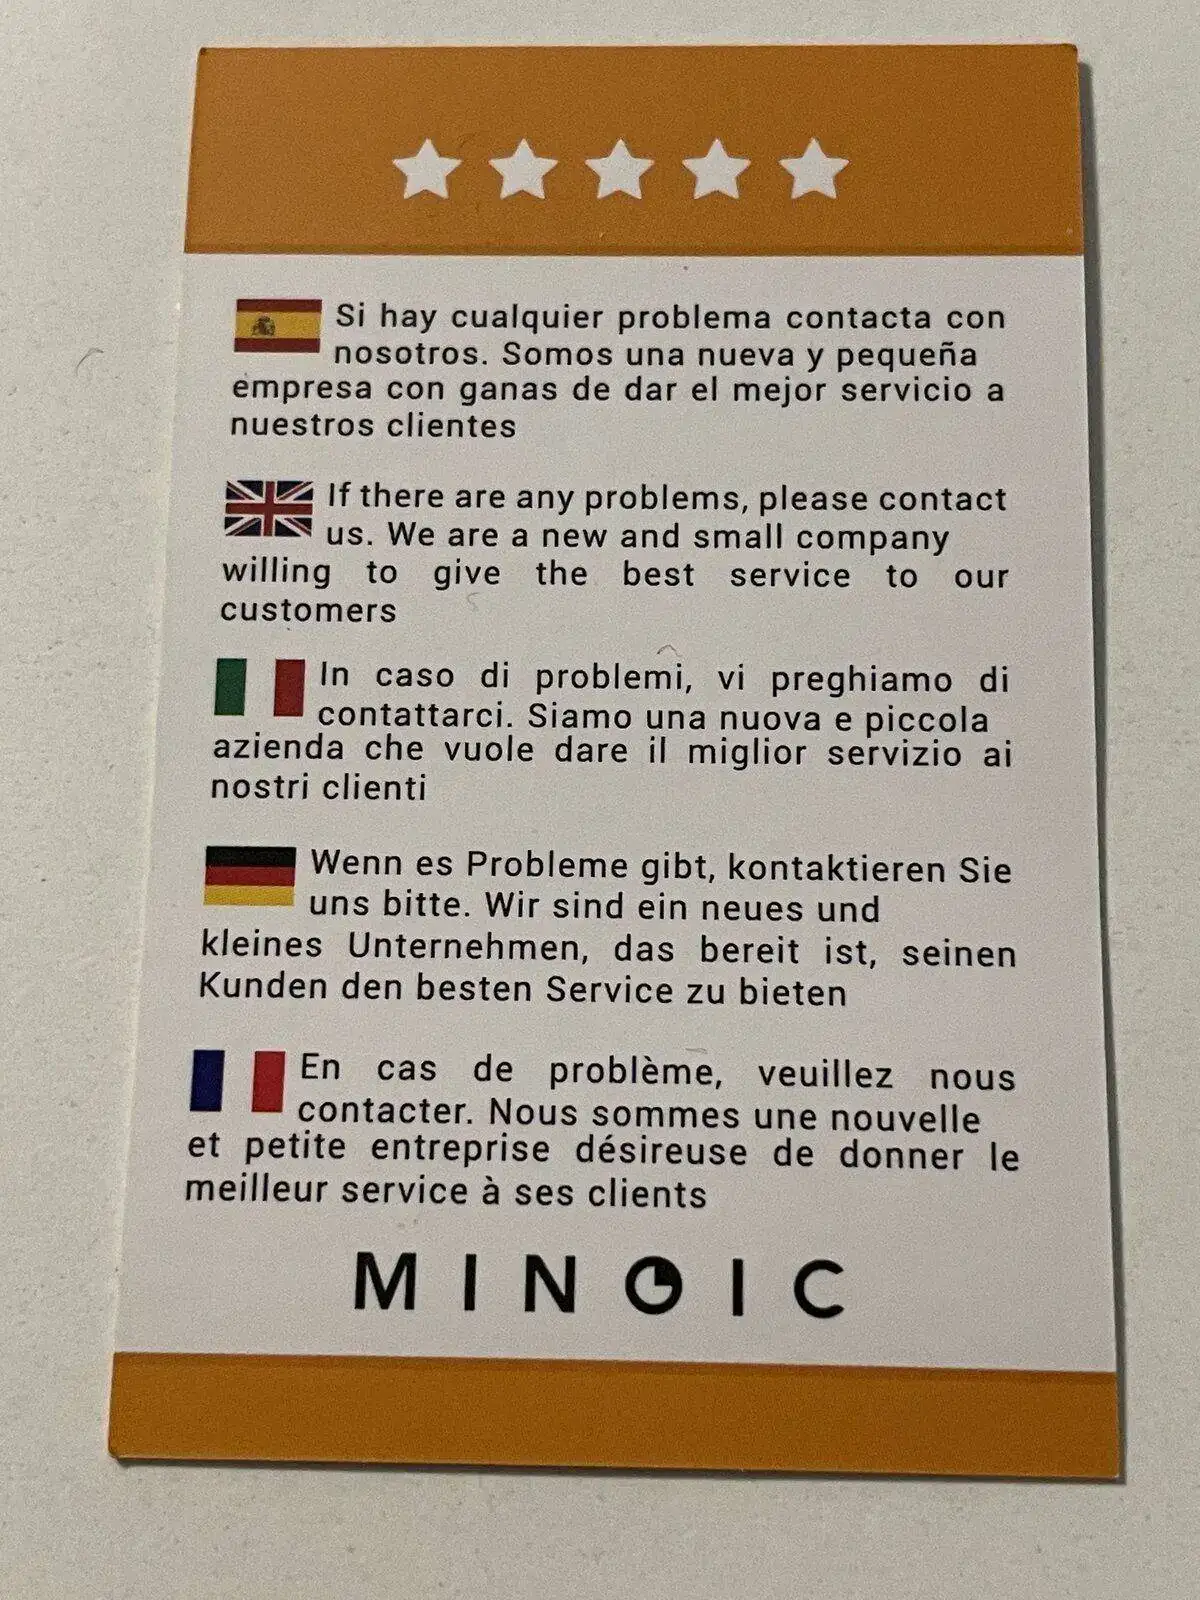 Si hay cualquier problema contacta con
nosotros. Somos una nueva y pequeña
empresa con ganas de dar el mejor servicio a
nuestros clientes
If there are any problems, please contact
us. We are a new and small company
willing to give the best service to our
customers
In caso di problemi, vi preghiamo di
contattarci. Siamo una nuova e piccola
azienda che vuole dare il miglior servizio ai
nostri clienti
Wenn es Probleme gibt, kontaktieren Sie
uns bitte. Wir sind ein neues und
kleines Unternehmen, das bereit ist, seinen
Kunden den besten Service zu bieten
En cas de problème, veuillez nous
contacter. Nous sommes une nouvelle
et petite entreprise désireuse de donner le
meilleur service à ses clients
MINOIC